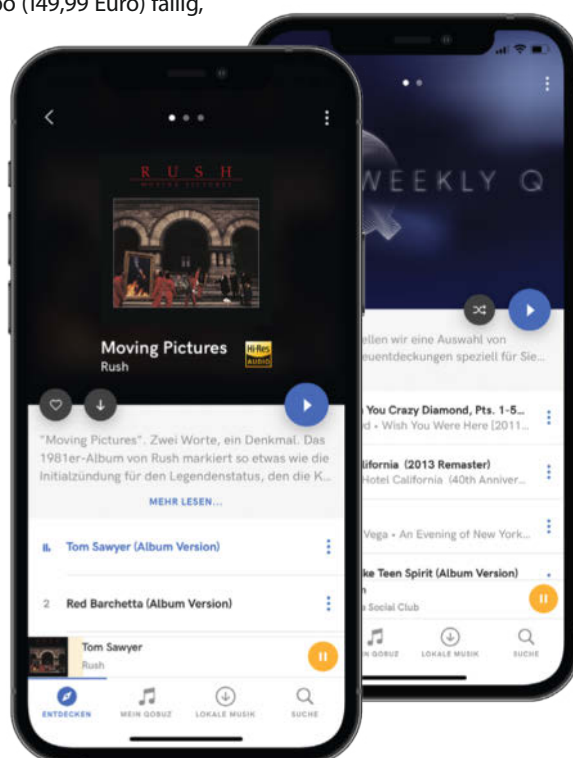 (149,99 Euro) fällig,
RUSH
MOVING PICTURES
Moving Pictures
Hi-Res
AUDIO
Rush
"Moving Pictures". Zwei Worte, ein Denkmal. Das
1981er-Album von Rush markiert so etwas wie die
Initialzündung für den Legendenstatus, den die K...
MEHR LESEN...
Tom Sawyer (Album Version)
2 Red Barchetta (Album Version)
Tom Sawyer
Rush
ENTDECKEN
MEIN QOBUZ
LOKALE MUSIK
SUCHE
WEEKLY Q
ellen wir eine Auswahl von
euentdeckungen speziell für Sie...
You Crazy Diamond, Pts. 1-5...
d • Wish You Were Here [2011...
lifornia (2013 Remaster)
Hotel California (40th Anniver...
Vega • An Evening of New York...
ke Teen Spirit (Album Version)
a Social Club
N QOBUZ
LOKALE MUSIK
SUCHE